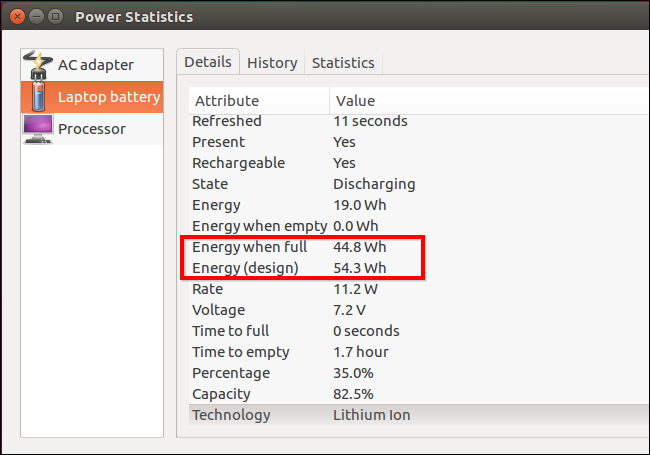 Power Statistics
AC adapter
Laptop battery
Processor
Details History Statistics
Attribute Value
Refreshed 11 seconds
Present Yes
Rechargeable Yes
State Discharging
Energy 19.0 Wh
Energy when empty 0.0 Wh
Energy when full 44.8 Wh
Energy (design) 54.3 Wh
Rate 11.2 W
Voltage 7.2 V
Time to full 0 seconds
Time to empty 1.7 hour
Percentage 35.0%
Capacity 82.5%
Technology Lithium Ion